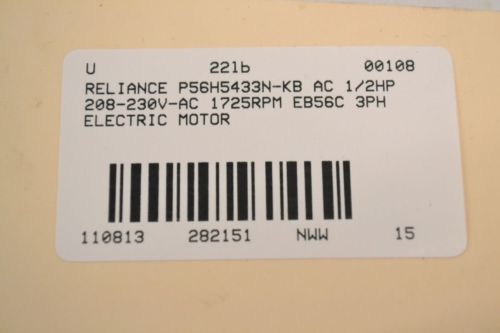 U 22lb 00108
RELIANCE P56H5433N-KB AC 1/2HP
208-230V-AC 1725RPM EB56C 3PH
ELECTRIC MOTOR
110813 282151 NWW 15